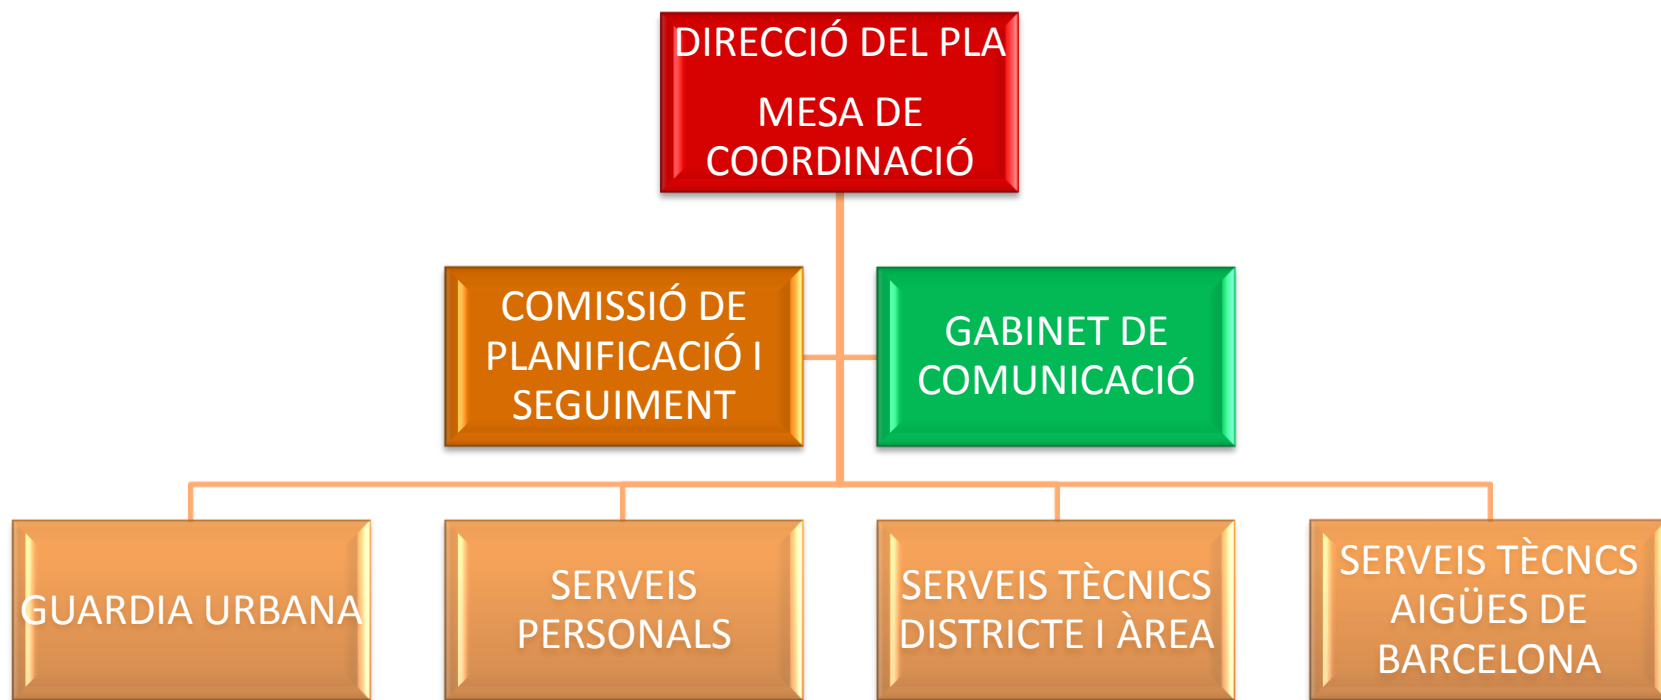 DIRECCIÓ DEL PLA
MESA DE
COORDINACIÓ
COMISSIÓ DE
PLANIFICACIÓ I
SEGUIMENT
GABINET DE
COMUNICACIÓ
GUARDIA URBANA
SERVEIS
PERSONALS
SERVEIS TÈCNICS
DISTRICTE I ÀREA
SERVEIS TÈCNCS
AIGÜES DE
BARCELONA